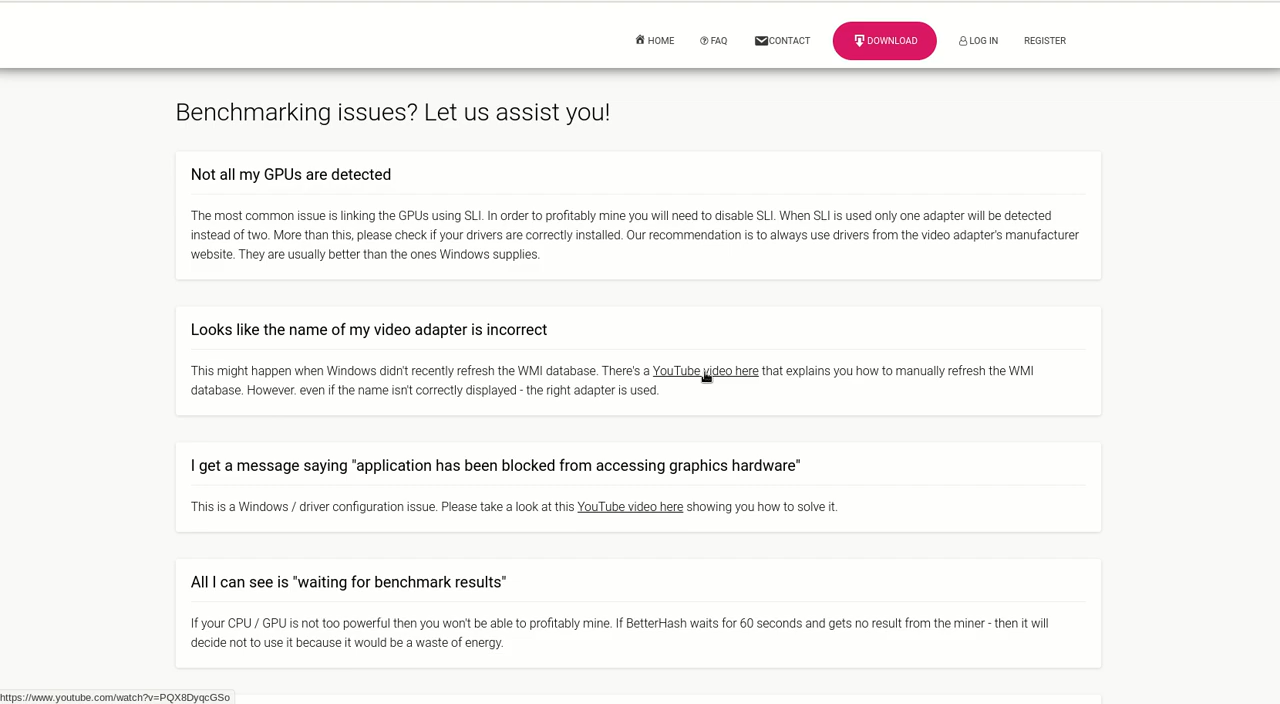 HOME FAQ CONTACT DOWNLOAD LOG IN REGISTER
Benchmarking issues? Let us assist you!
Not all my GPUs are detected
The most common issue is linking the GPUs using SLI. In order to profitably mine you will need to disable SLI. When SLI is used only one adapter will be detected
instead of two. More than this, please check if your drivers are correctly installed. Our recommendation is to always use drivers from the video adapter's manufacturer
website. They are usually better than the ones Windows supplies.
Looks like the name of my video adapter is incorrect
This might happen when Windows didn't recently refresh the WMI database. There's a YouTube video here that explains you how to manually refresh the WMI
database. However. even if the name isn't correctly displayed - the right adapter is used.
I get a message saying "application has been blocked from accessing graphics hardware"
This is a Windows / driver configuration issue. Please take a look at this YouTube video here showing you how to solve it.
All I can see is "waiting for benchmark results"
If your CPU / GPU is not too powerful then you won't be able to profitably mine. If BetterHash waits for 60 seconds and gets no result from the miner - then it will
decide not to use it because it would be a waste of energy.
https://www.youtube.com/watch?v=PQX8DyqcGSo